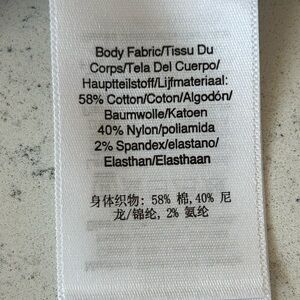 Body Fabric/Tissu Du
Corps/Tela Del Cuerpo/
Hauptteilstoff/Lijfmateriaal:
58% Cotton/Coton/Algodón/
Baumwolle/Katoen
40% Nylon/poliamida
2% Spandex/elastano/
Elasthan/Elasthaan
身体织物: 58% 棉, 40% 尼
龙/锦纶, 2% 氨纶